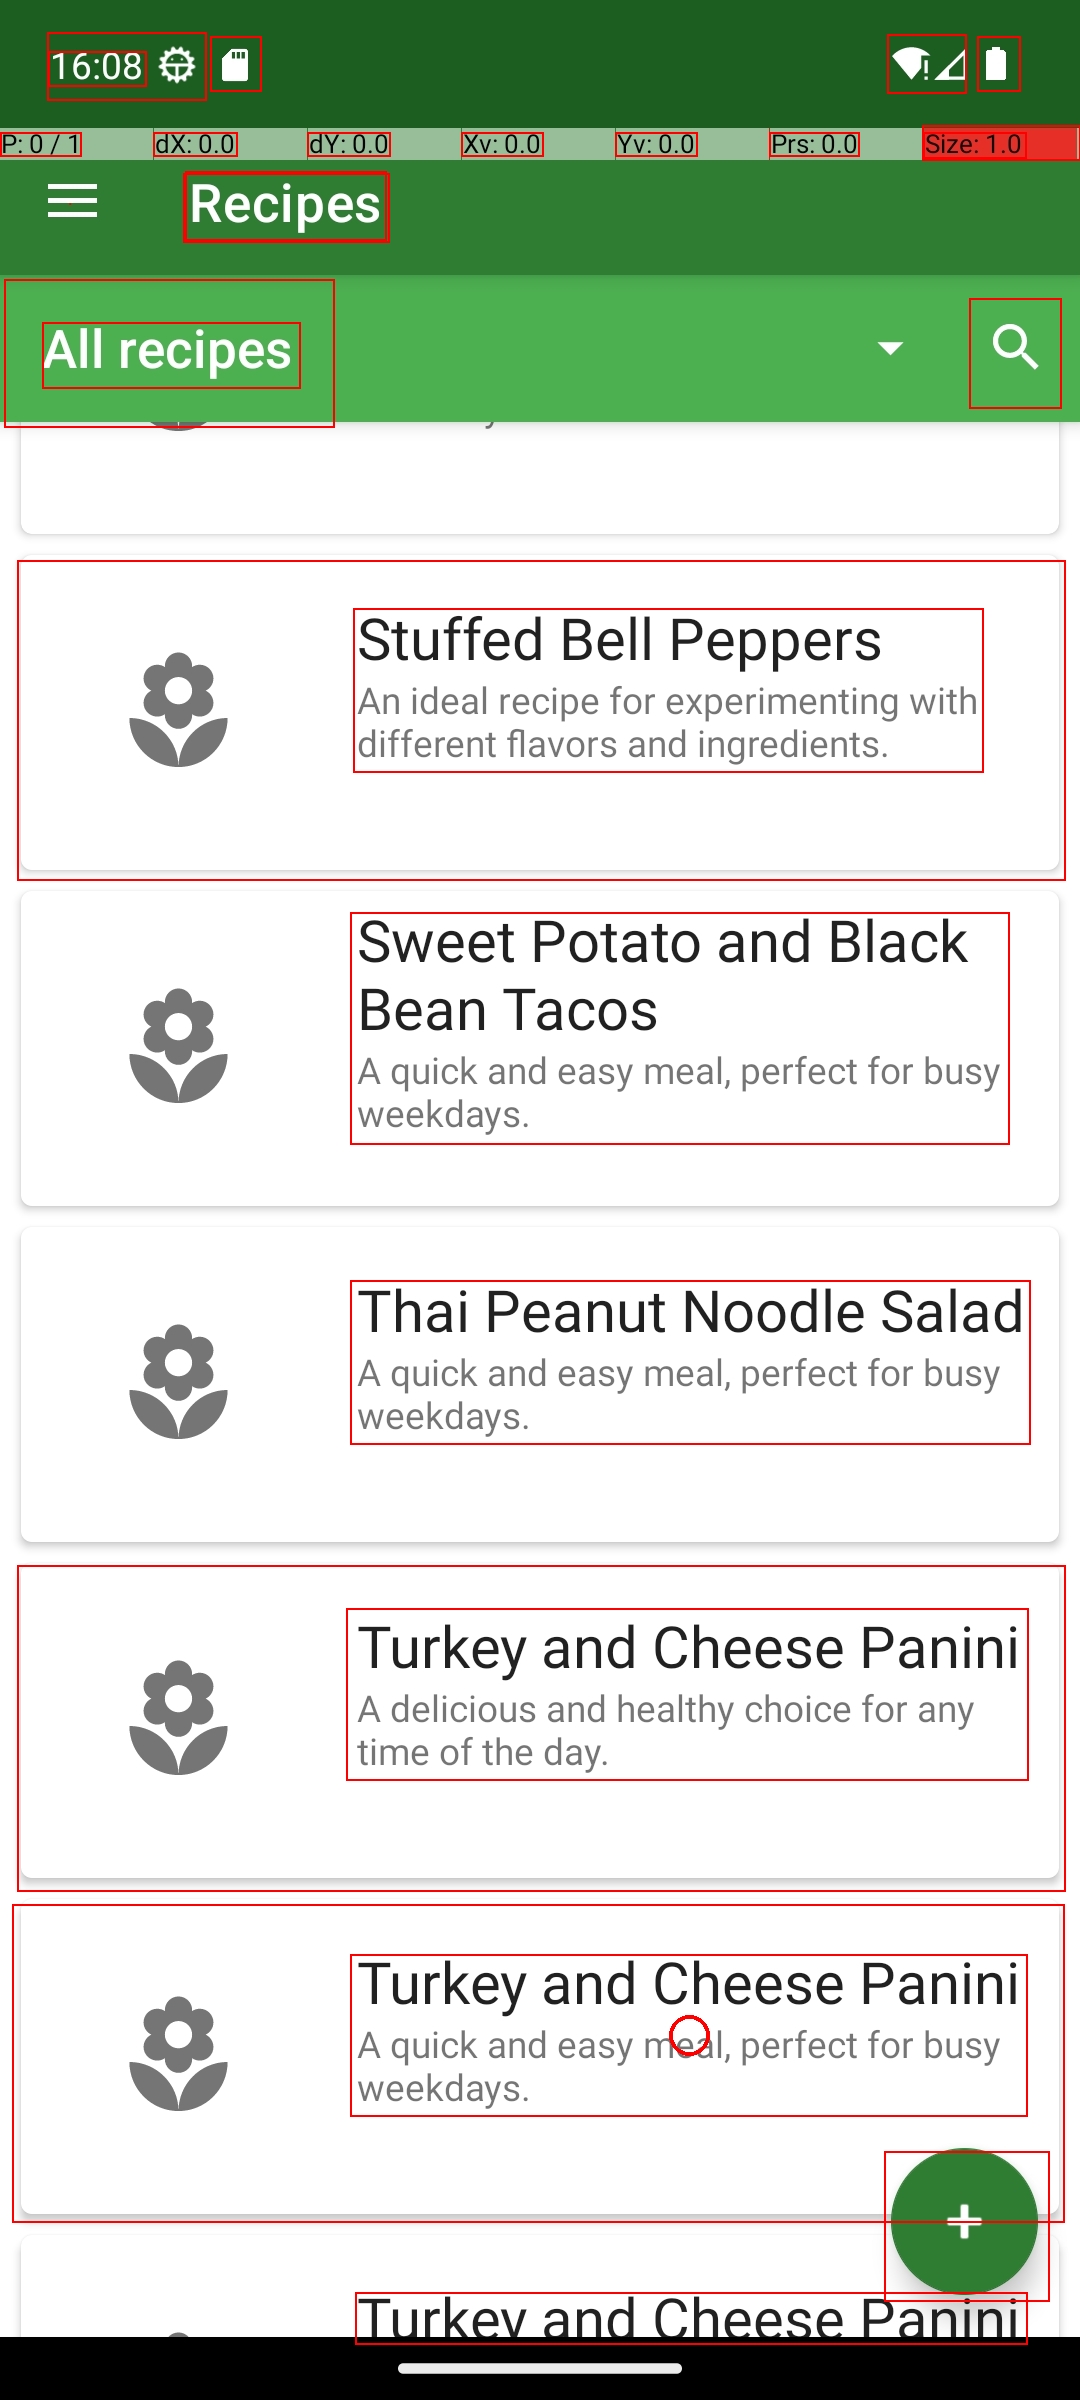 16:08
P: 0 / 1 dX: 0.0 dY: 0.0 Xv: 0.0 Yv: 0.0 Prs: 0.0 Size: 1.0
Recipes
All recipes
Stuffed Bell Peppers
An ideal recipe for experimenting with
different flavors and ingredients.
Sweet Potato and Black
Bean Tacos
A quick and easy meal, perfect for busy
weekdays.
Thai Peanut Noodle Salad
A quick and easy meal, perfect for busy
weekdays.
Turkey and Cheese Panini
A delicious and healthy choice for any
time of the day.
Turkey and Cheese Panini
A quick and easy meal, perfect for busy
weekdays.
Turkey and Cheese Panini